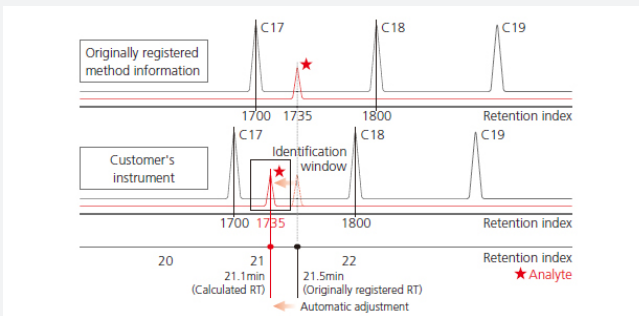 C17
C18
C19
Originally registered
method information
★
1700
1735
1800
Retention index
C17
C18
C19
Customer's
instrument
Identification
window
★
1700
1735
1800
Retention index
20
21
22
Retention index
★Analyte
21.1min
(Calculated RT)
21.5min
(Originally registered RT)
Automatic adjustment